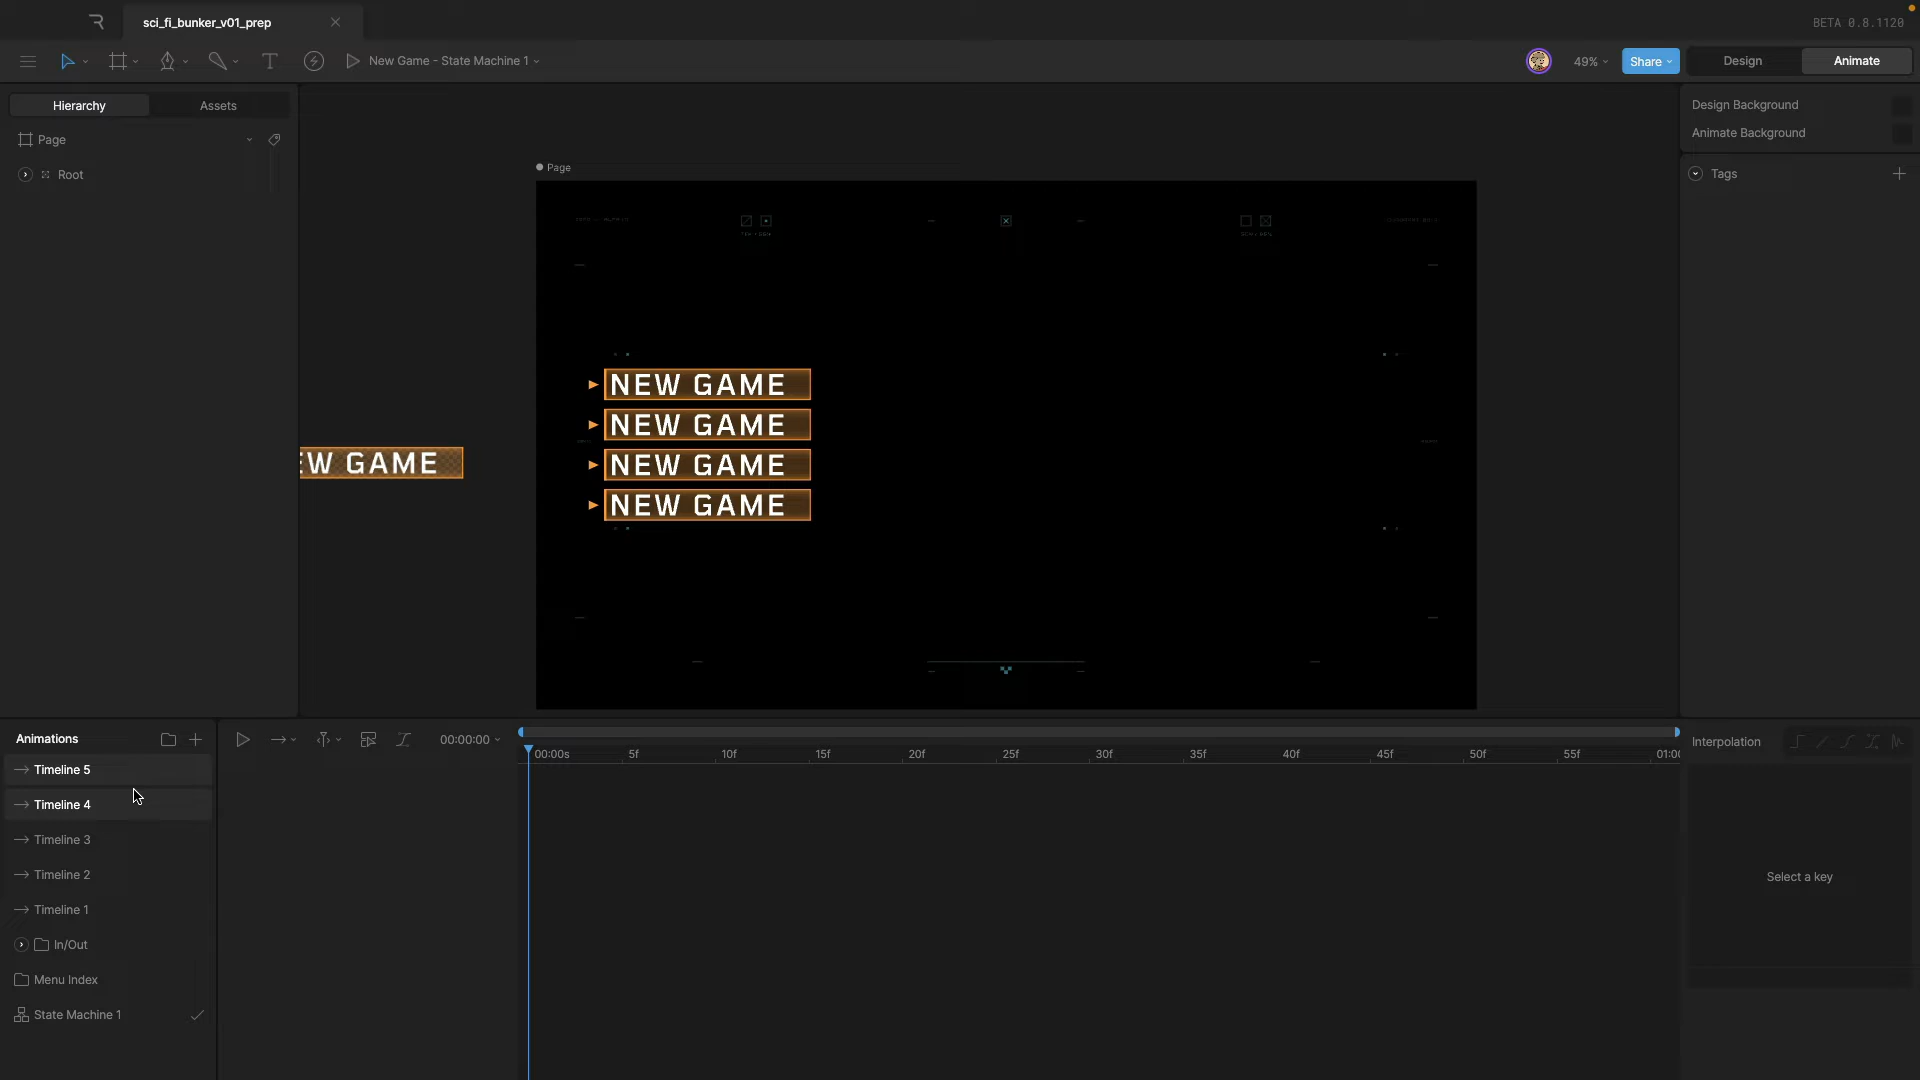 sci_fi_bunker_v01_prep
BETA 0.8.1120
New Game - State Machine 1
49%
Share
Design
Animate
Hierarchy
Assets
Design Background
Page
Animate Background
Root
Page
Tags
NEW GAME
NEW GAME
EW GAME
NEW GAME
NEW GAME
Animations
00:00:00
Interpolation
00:00s 5f 10f 15f 20f 25f 30f 35f 40f 45f 50f 55f 01:00
Timeline 5
Timeline 4
Timeline 3
Timeline 2
Select a key
Timeline 1
In/Out
Menu Index
State Machine 1